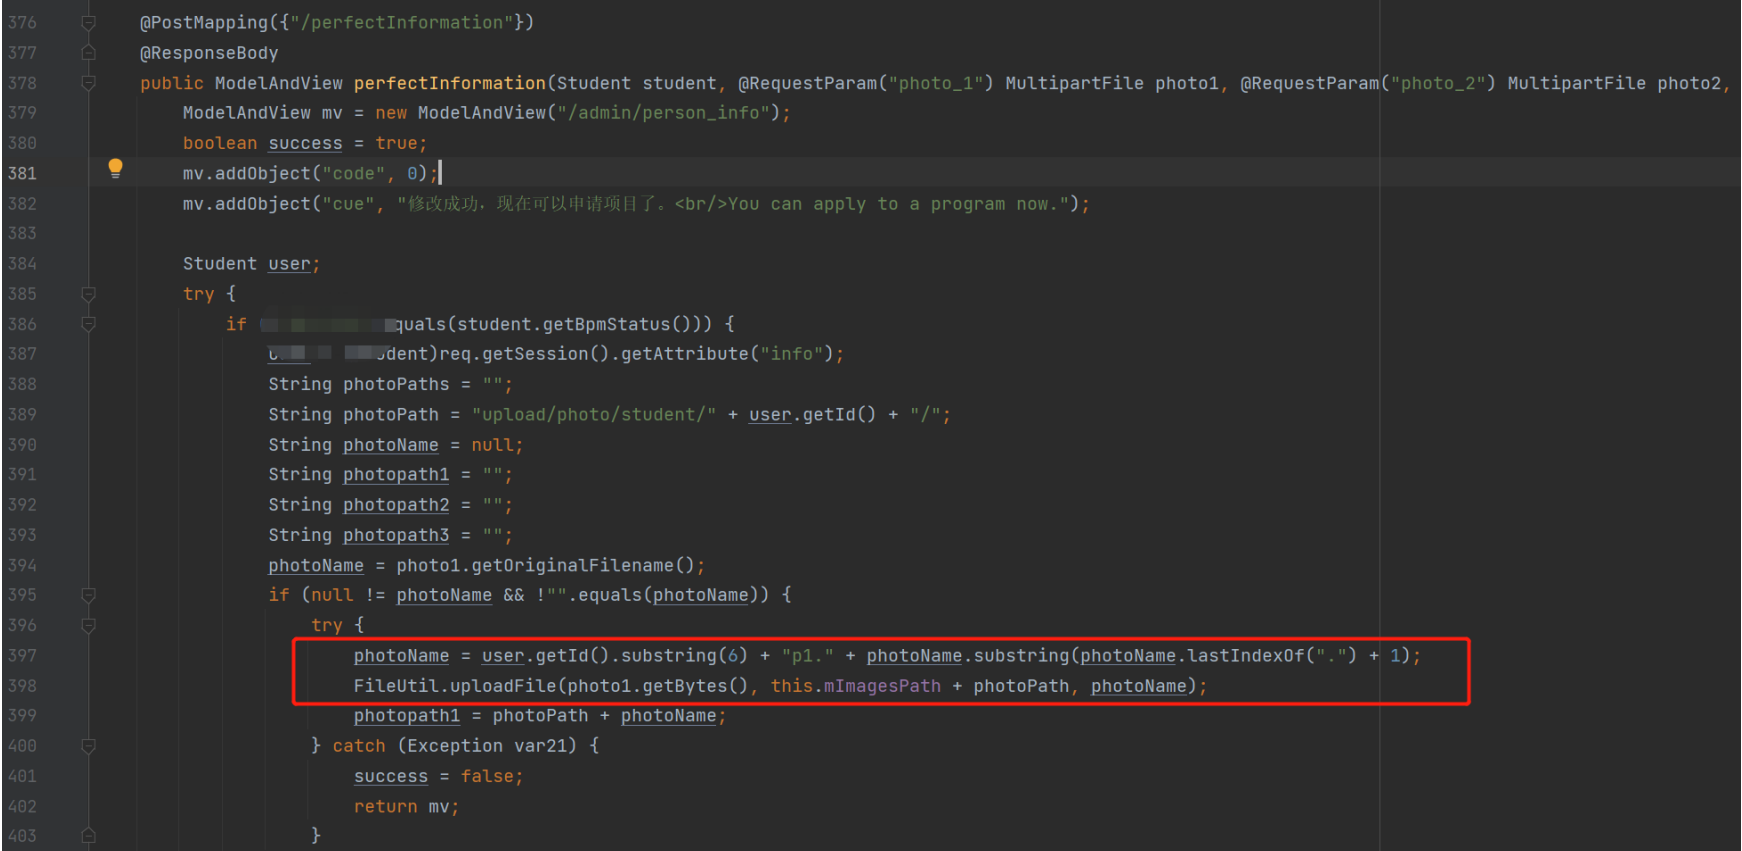 376 @PostMapping({"/perfectInformation"})
377 @ResponseBody
378 public ModelAndView perfectInformation(Student student, @RequestParam("photo_1") MultipartFile photo1, @RequestParam("photo_2") MultipartFile photo2,
379 ModelAndView mv = new ModelAndView("/admin/person_info");
380 boolean success = true;
381 mv.addObject("code", 0);
382 mv.addObject("cue", "修改成功，现在可以申请项目了。<br/>You can apply to a program now.");
383
384 Student user;
385 try {
386 if quals(student.getBpmStatus())) {
387 dent)req.getSession().getAttribute("info");
388 String photoPaths = "";
389 String photoPath = "upload/photo/student/" + user.getId() + "/";
390 String photoName = null;
391 String photopath1 = "";
392 String photopath2 = "";
393 String photopath3 = "";
394 photoName = photo1.getOriginalFilename();
395 if (null != photoName && !"".equals(photoName)) {
396 try {
397 photoName = user.getId().substring(6) + "p1." + photoName.substring(photoName.lastIndexOf(".") + 1);
398 FileUtil.uploadFile(photo1.getBytes(), this.mImagesPath + photoPath, photoName);
399 photopath1 = photoPath + photoName;
400 } catch (Exception var21) {
401 success = false;
402 return mv;
403 }